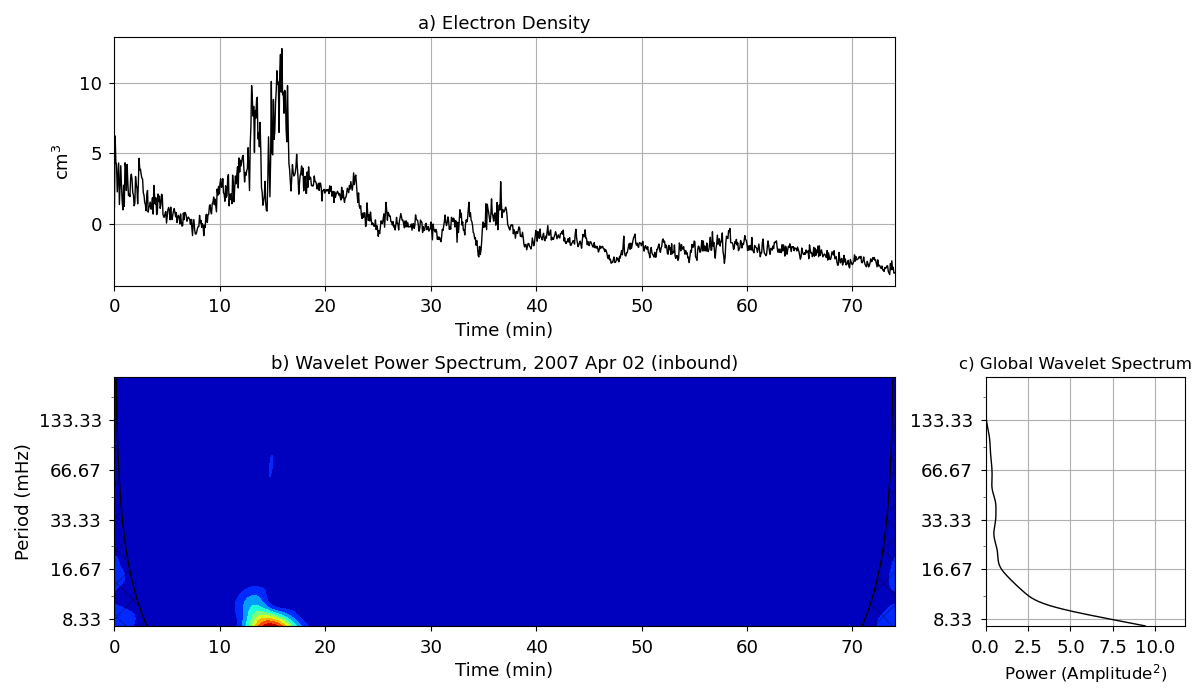 a) Electron Density
cm³
10
5
0
0 10 20 30 40 50 60 70
Time (min)
b) Wavelet Power Spectrum, 2007 Apr 02 (inbound)
Period (mHz)
133.33
66.67
33.33
16.67
8.33
0 10 20 30 40 50 60 70
Time (min)
c) Global Wavelet Spectrum
133.33
66.67
33.33
16.67
8.33
0.0 2.5 5.0 7.5 10.0
Power (Amplitude²)